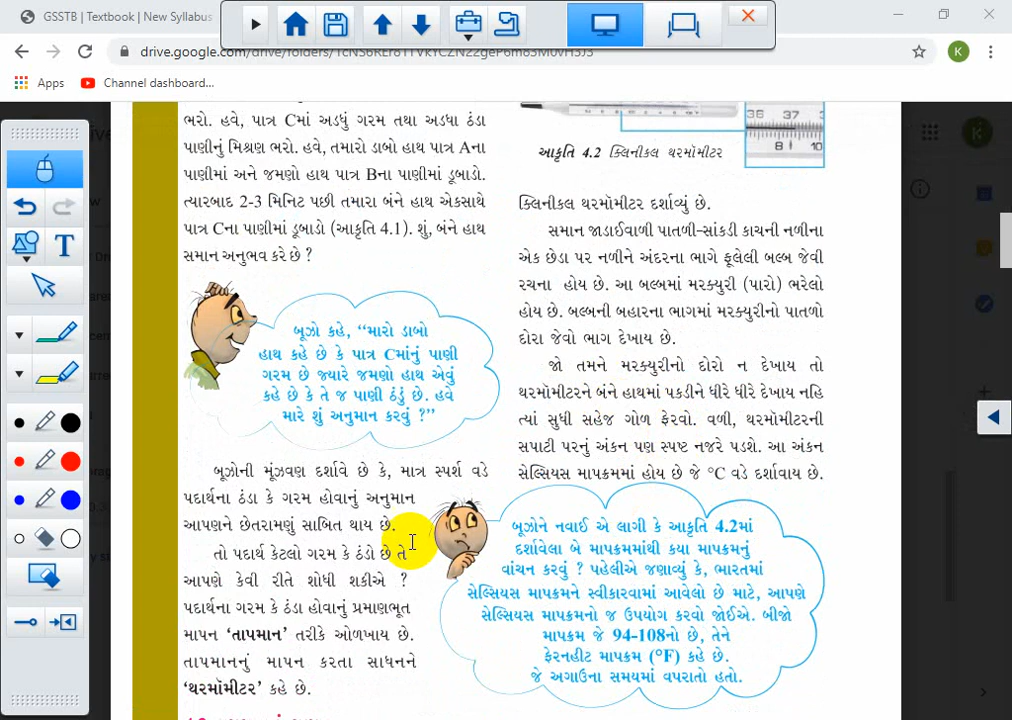 GSSTB | Textbook | New Syllabus
drive.google.com/drive/folders/1cNS6REr8
K
Apps
Channel dashboard...
ભરો. હવે, પાત્ર Cમાં અડધું ગરમ તથા અડધા ઠંડા
પાણીનું મિશ્રણ ભરો. હવે, તમારો ડાબો હાથ પાત્ર Aના
પાણીમાં અને જમણો હાથ પાત્ર Bના પાણીમાં ડૂબાડો.
ત્યારબાદ 2-3 મિનિટ પછી તમારા બંને હાથ એકસાથે
પાત્ર Cના પાણીમાં ડૂબાડો (આકૃતિ 4.1). શું, બંને હાથ
સમાન અનુભવ કરે છે ?
બૂઝો કહે, ‘‘મારો ડાબો
હાથ કહે છે કે પાત્ર Cમાંનું પાણી
ગરમ છે જ્યારે જમણો હાથ એવું
કહે છે કે તે જ પાણી ઠંડું છે. હવે
મારે શું અનુમાન કરવું ?’’
બૂઝોની મૂંઝવણ દર્શાવે છે કે, માત્ર સ્પર્શ વડે
પદાર્થના ઠંડા કે ગરમ હોવાનું અનુમાન
આપણને છેતરામણું સાબિત થાય છે.
તો પદાર્થ કેટલો ગરમ કે ઠંડો છે તે
આપણે કેવી રીતે શોધી શકીએ ?
પદાર્થના ગરમ કે ઠંડા હોવાનું પ્રમાણભૂત
માપન ‘તાપમાન’ તરીકે ઓળખાય છે.
તાપમાનનું માપન કરતા સાધનને
‘થરમૉમીટર’ કહે છે.
36 37
8 10
આકૃતિ 4.2 ક્લિનીકલ થરમૉમીટર
ક્લિનીકલ થરમૉમીટર દર્શાવ્યું છે.
સમાન જાડાઈવાળી પાતળી-સાંકડી કાચની નળીના
એક છેડા પર નળીને અંદરના ભાગે ફૂલેલી બલ્બ જેવી
રચના હોય છે. આ બલ્બમાં મરક્યુરી (પારો) ભરેલો
હોય છે. બલ્બની બહારના ભાગમાં મરક્યુરીનો પાતળો
દોરા જેવો ભાગ દેખાય છે.
જો તમને મરક્યુરીનો દોરો ન દેખાય તો
થરમૉમીટરને બંને હાથમાં પકડીને ધીરે ધીરે દેખાય નહિ
ત્યાં સુધી સહેજ ગોળ ફેરવો. વળી, થરમૉમીટરની
સપાટી પરનું અંકન પણ સ્પષ્ટ નજરે પડશે. આ અંકન
સેલ્સિયસ માપક્રમમાં હોય છે જે °C વડે દર્શાવાય છે.
બૂઝોને નવાઈ એ લાગી કે આકૃતિ 4.2માં
દર્શાવેલા બે માપક્રમમાંથી કયા માપક્રમનું
વાંચન કરવું ? પહેલીએ જણાવ્યું કે, ભારતમાં
સેલ્સિયસ માપક્રમને સ્વીકારવામાં આવેલો છે માટે, આપણે
સેલ્સિયસ માપક્રમનો જ ઉપયોગ કરવો જોઈએ. બીજો
માપક્રમ જે 94-108નો છે, તેને
ફેરનહીટ માપક્રમ (°F) કહે છે.
જે અગાઉના સમયમાં વપરાતો હતો.